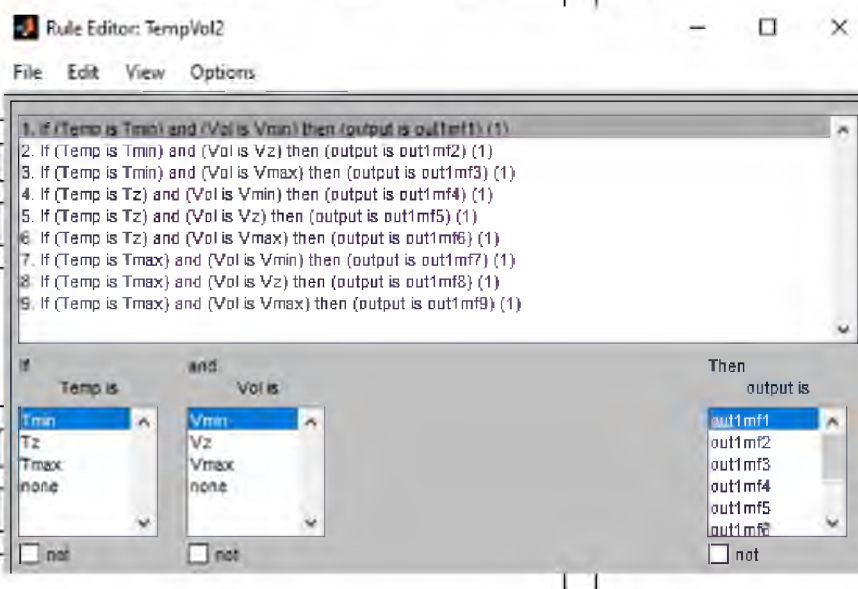 Rule Editor: TempVol2
File Edit View Options
1. If (Temp is Tmin) and (Vol is Vmin) then (output is out1mf1) (1)
2. If (Temp is Tmin) and (Vol is Vz) then (output is out1mf2) (1)
3. If (Temp is Tmin) and (Vol is Vmax) then (output is out1mf3) (1)
4. If (Temp is Tz) and (Vol is Vmin) then (output is out1mf4) (1)
5. If (Temp is Tz) and (Vol is Vz) then (output is out1mf5) (1)
6. If (Temp is Tz) and (Vol is Vmax) then (output is out1mf6) (1)
7. If (Temp is Tmax) and (Vol is Vmin) then (output is out1mf7) (1)
8. If (Temp is Tmax) and (Vol is Vz) then (output is out1mf8) (1)
9. If (Temp is Tmax) and (Vol is Vmax) then (output is out1mf9) (1)
If and Then
Temp is Vol is output is
Tmin Vmin out1mf1
Tz Vz out1mf2
Tmax Vmax out1mf3
none none out1mf4
out1mf5
out1mf6
not not not